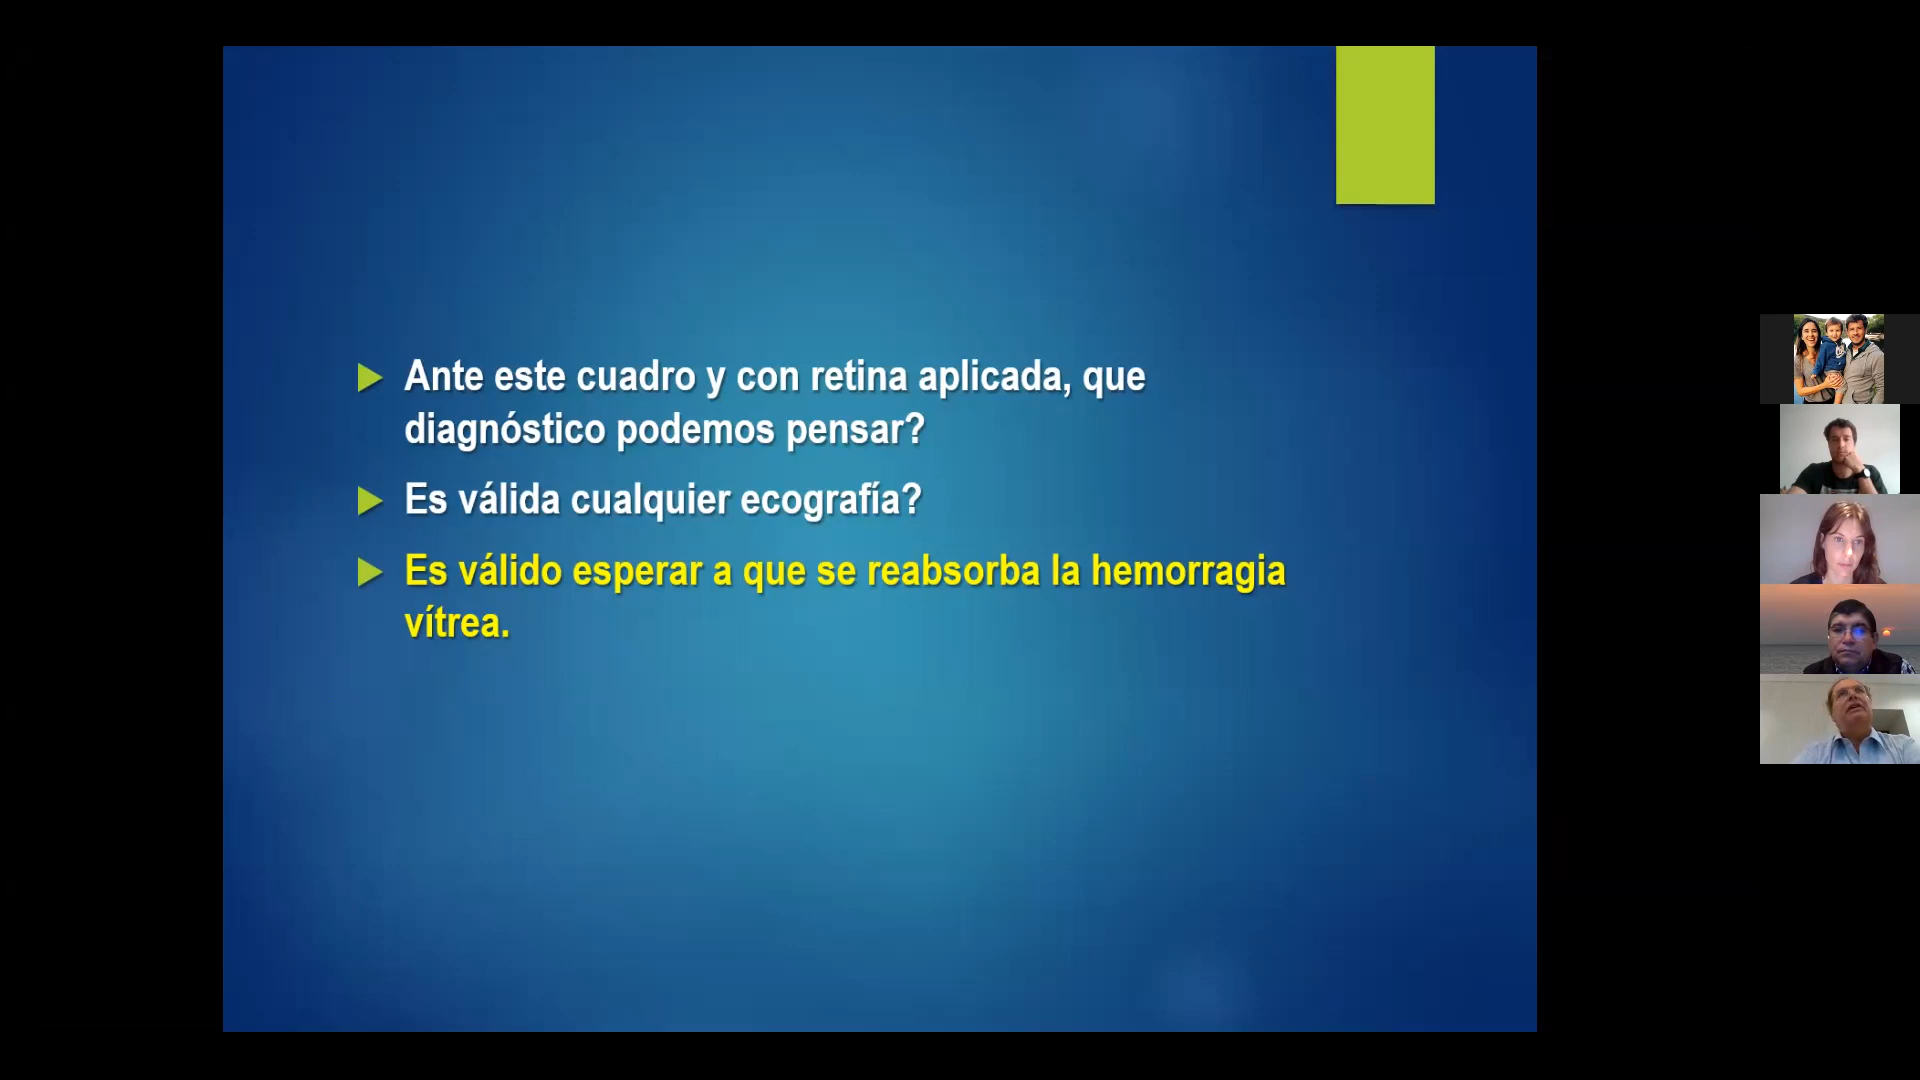 Ante este cuadro y con retina aplicada, que
diagnóstico podemos pensar?
Es válida cualquier ecografía?
Es válido esperar a que se reabsorba la hemorragia
vítrea.